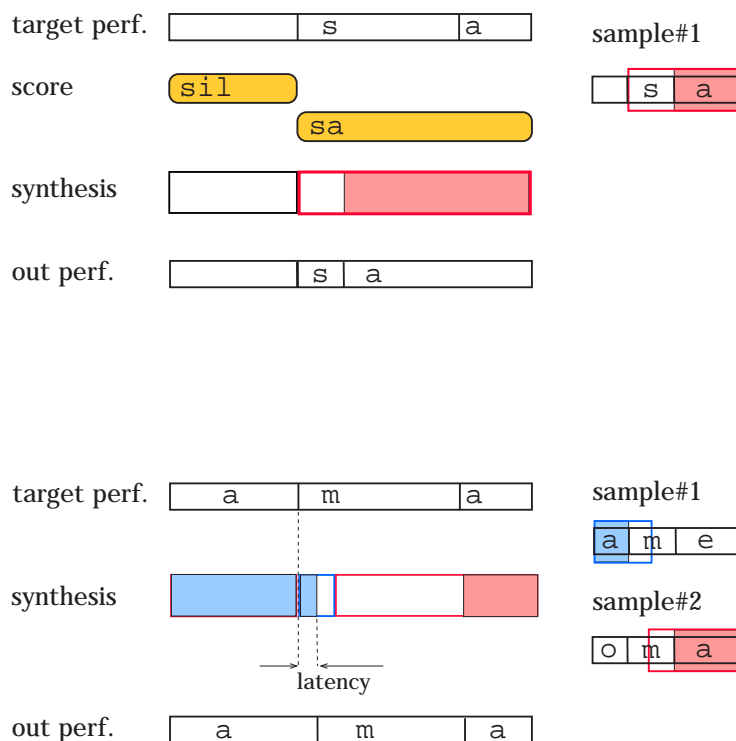 target perf. s a
sample#1
score sil
s a
sa
synthesis
out perf. s a
target perf. a m a
sample#1
a m e
synthesis
sample#2
o m a
latency
out perf. a m a